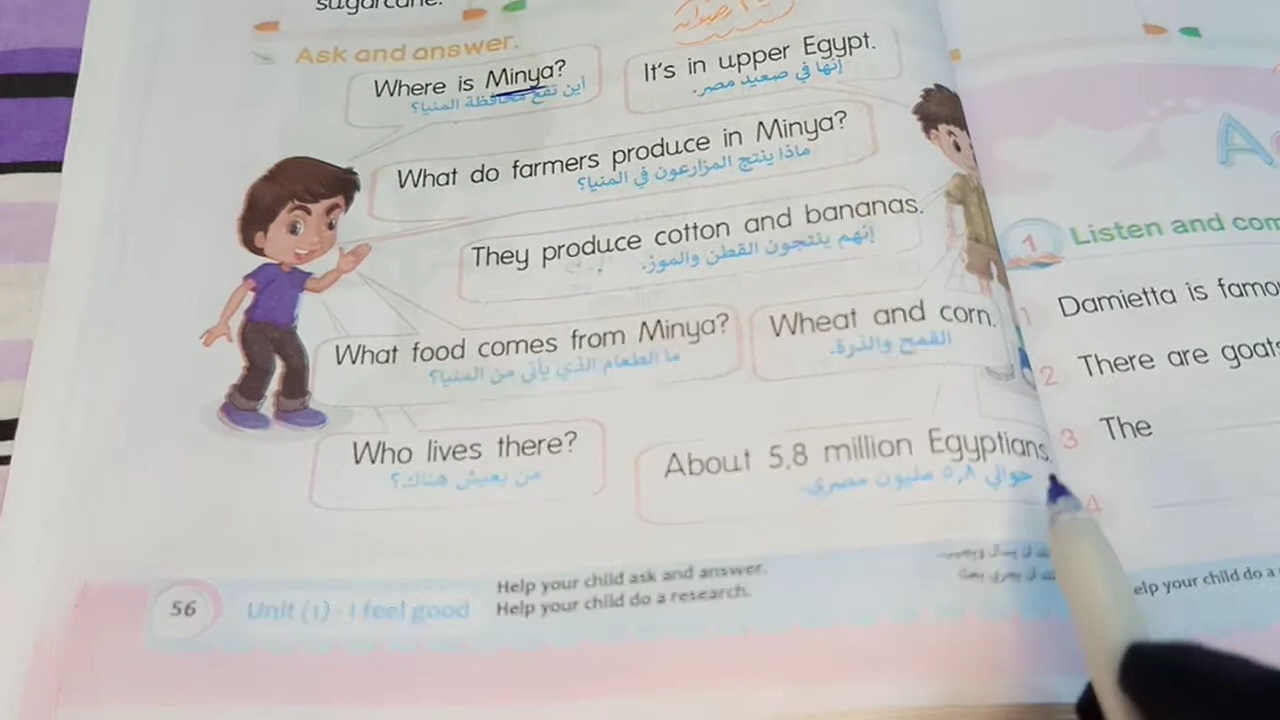 sugarcane.
Ask and answer.
Where is Minya?
أين تقع محافظة المنيا؟
It's in upper Egypt.
إنها في صعيد مصر.
What do farmers produce in Minya?
ماذا ينتج المزارعون في المنيا؟
They produce cotton and bananas.
إنهم ينتجون القطن والموز.
What food comes from Minya?
ما الطعام الذي يأتي من المنيا؟
Wheat and corn.
القمح والذرة.
Who lives there?
من يعيش هناك؟
About 5,8 million Egyptians.
حوالي ٥,٨ مليون مصري.
Help your child ask and answer.
Help your child do a research.
56
Unit (1) - I feel good
A
1 Listen and com
1 Damietta is famo
2 There are goats
3 The
4
elp your child do a